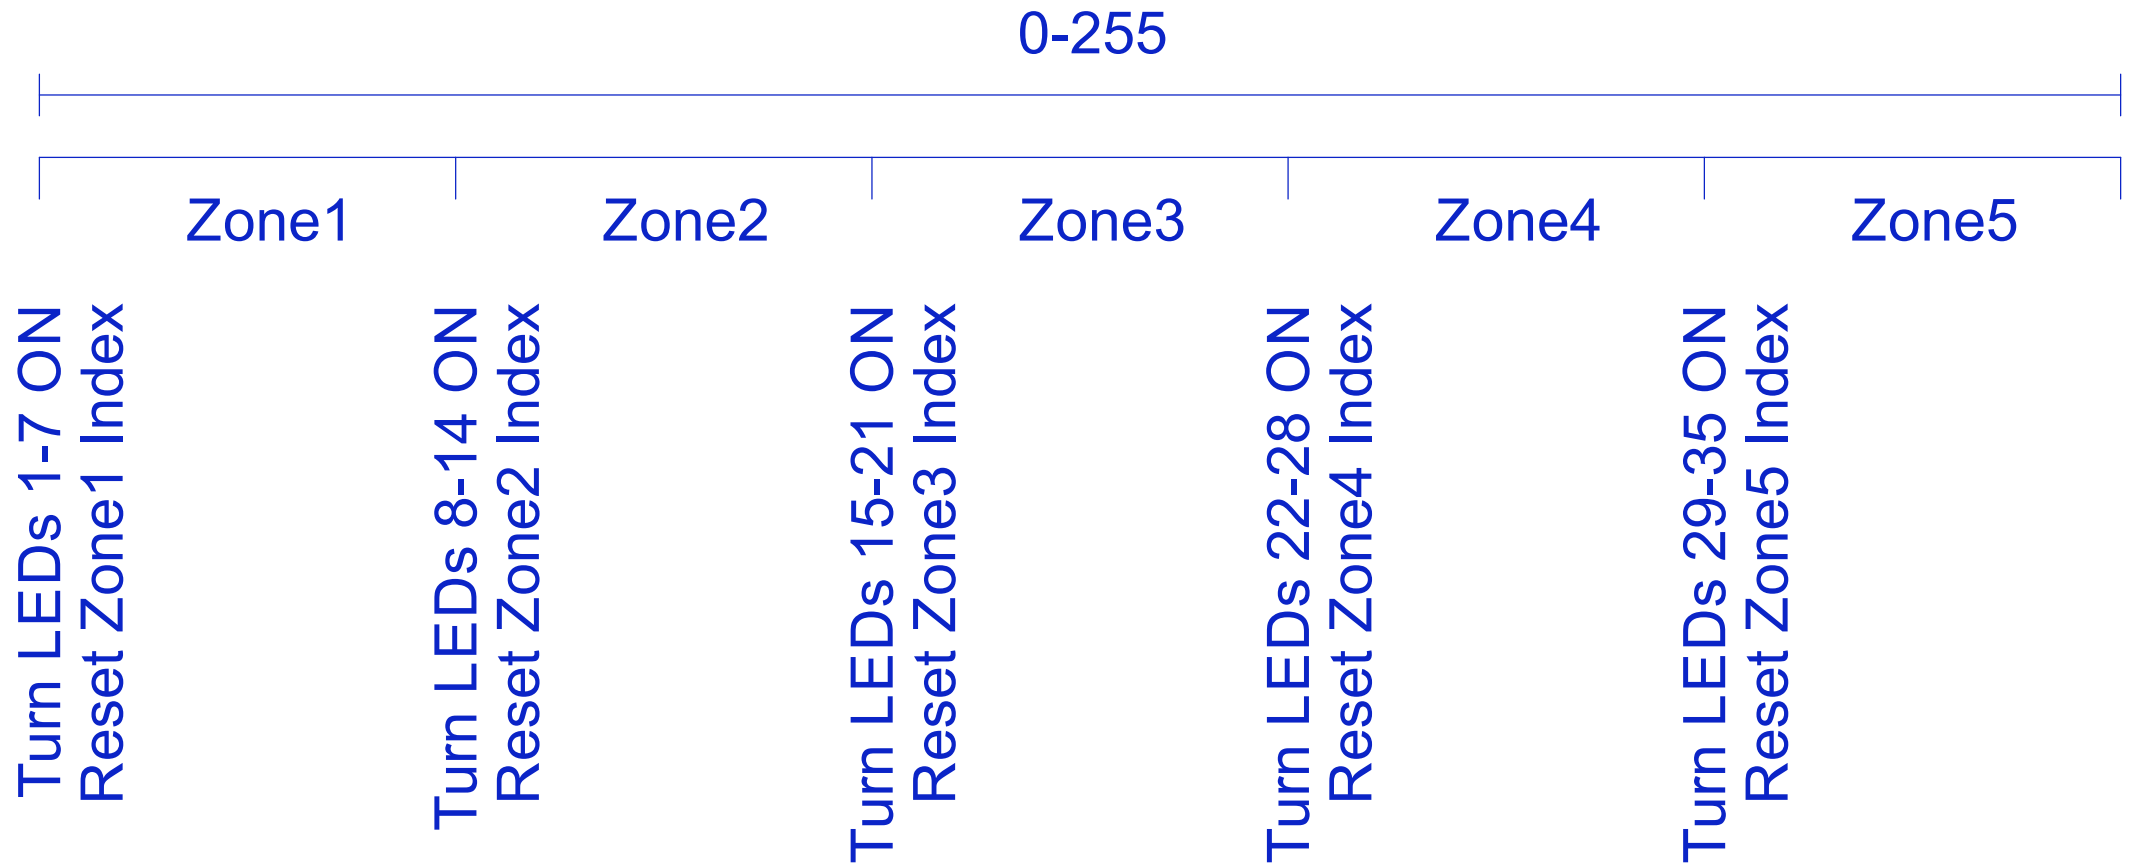 0-255
Zone1
Zone2
Zone3
Zone4
Zone5
Turn LEDs 1-7 ON
Reset Zone1 Index
Turn LEDs 8-14 ON
Reset Zone2 Index
Turn LEDs 15-21 ON
Reset Zone3 Index
Turn LEDs 22-28 ON
Reset Zone4 Index
Turn LEDs 29-35 ON
Reset Zone5 Index